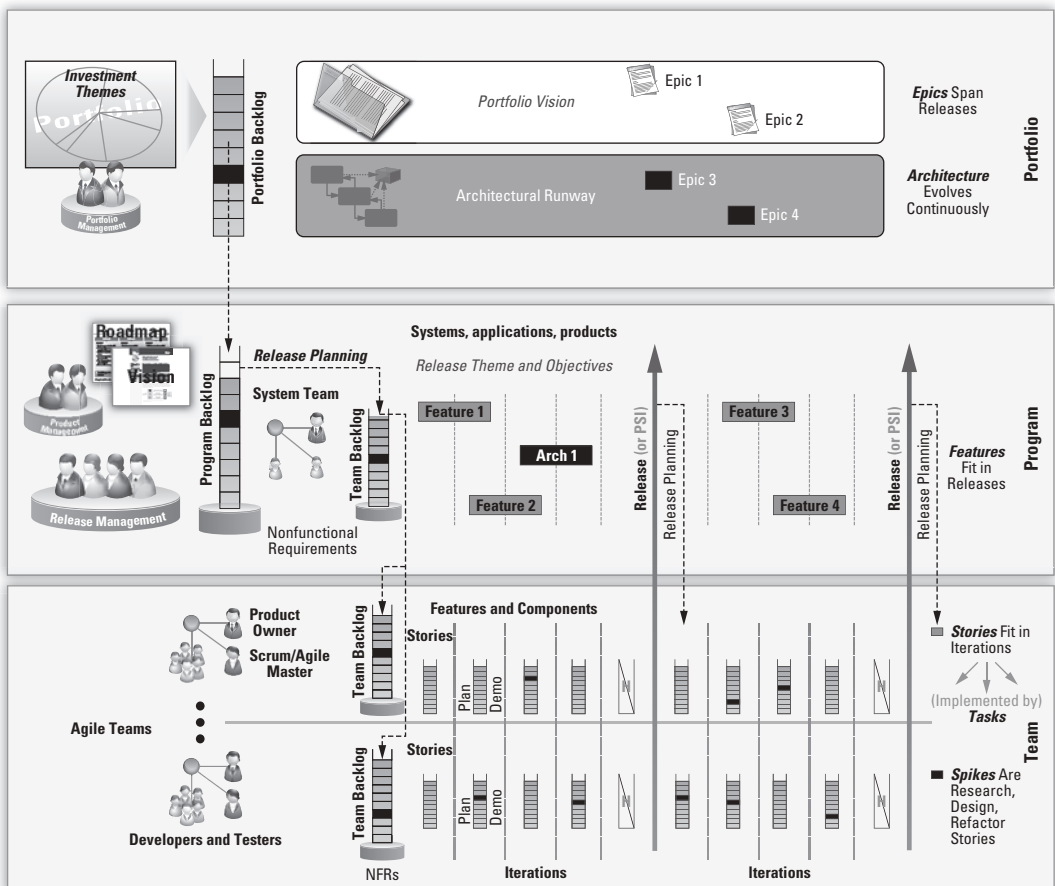 Investment
Themes
Portfolio
Portfolio
Management
Portfolio Backlog
Portfolio Vision
Epic 1
Epic 2
Architectural Runway
Epic 3
Epic 4
Epics Span
Releases
Architecture
Evolves
Continuously
Portfolio
Roadmap
Vision
Product
Management
Release Management
Program Backlog
Release Planning
System Team
Team Backlog
Nonfunctional
Requirements
Systems, applications, products
Release Theme and Objectives
Feature 1
Arch 1
Feature 2
Release (or PSI)
Release Planning
Feature 3
Feature 4
Release (or PSI)
Release Planning
Features
Fit in
Releases
Program
Product
Owner
Scrum/Agile
Master
Agile Teams
Developers and Testers
Team Backlog
Features and Components
Stories
Plan
Demo
N
N
Team Backlog
NFRs
Stories
Plan
Demo
N
N
Iterations
Iterations
Stories Fit in
Iterations
(Implemented by)
Tasks
Spikes Are
Research,
Design,
Refactor
Stories
Team